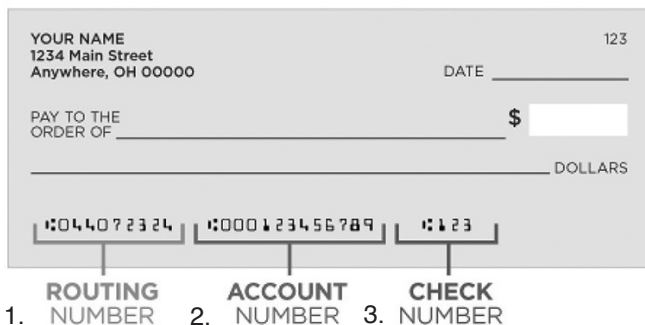 YOUR NAME 123
1234 Main Street
Anywhere, OH 00000
DATE
PAY TO THE
ORDER OF $
DOLLARS
⑆044072324 ⑆000123456789 ⑆123
ROUTING ACCOUNT CHECK
1. NUMBER 2. NUMBER 3. NUMBER